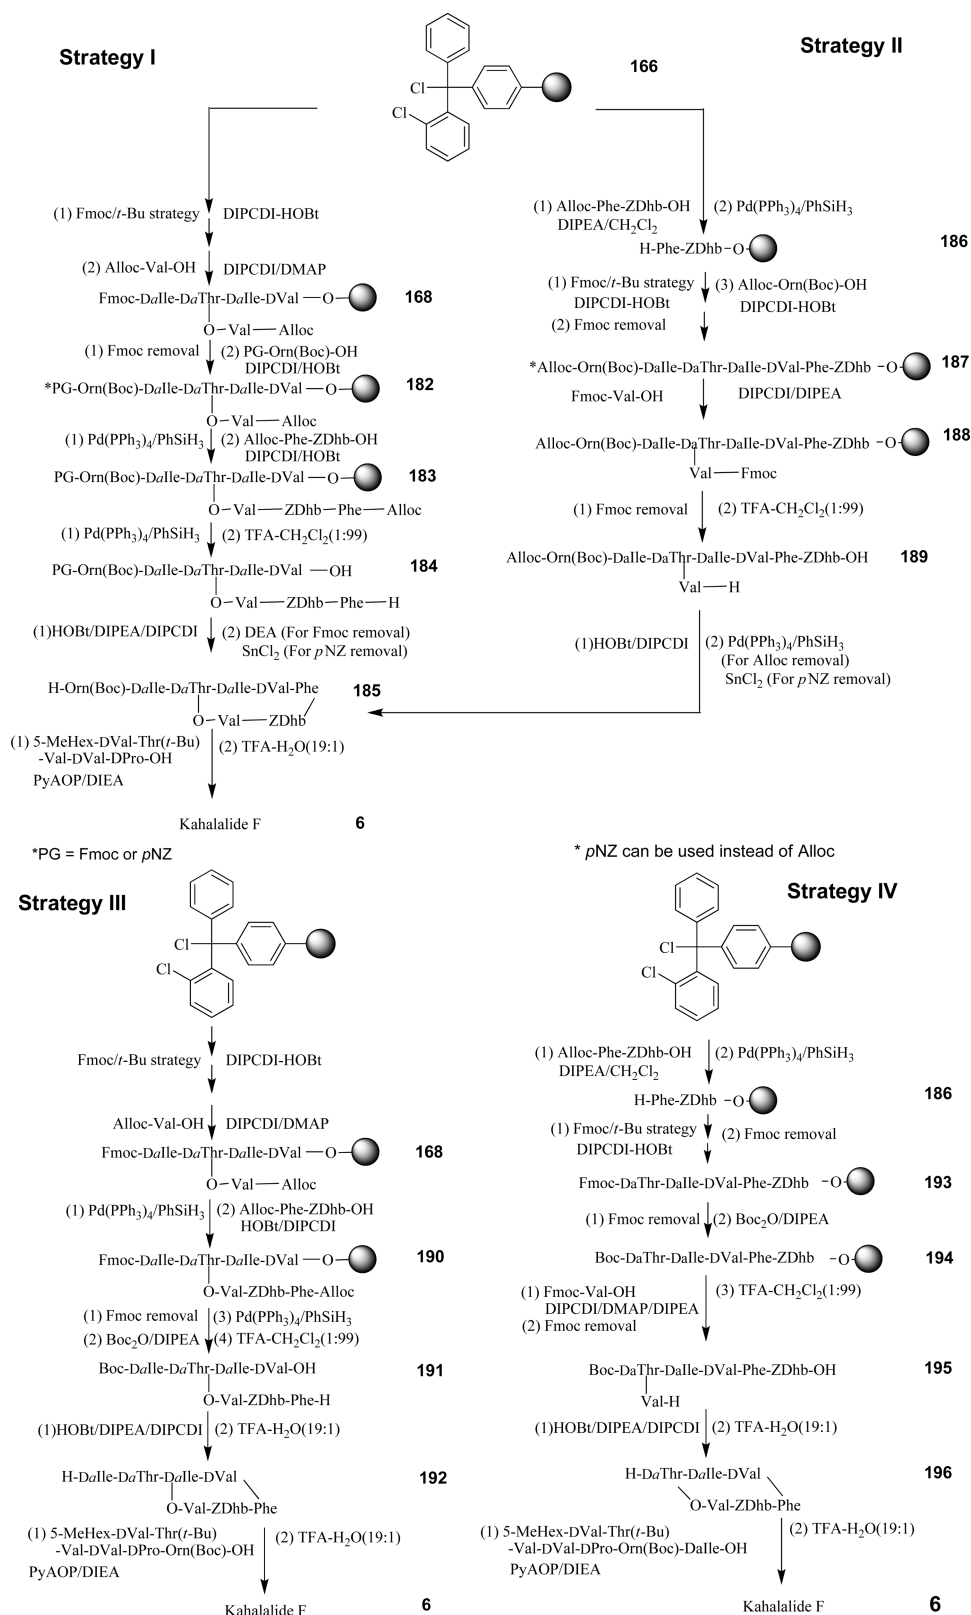 Strategy I
Strategy II
166
Cl
Cl
(1) Fmoc/t-Bu strategy DIPCDI-HOBt
(2) Alloc-Val-OH DIPCDI/DMAP
Fmoc-DaIle-DaThr-DaIle-DVal—O 168
O—Val—Alloc
(1) Fmoc removal (2) PG-Orn(Boc)-OH
DIPCDI/HOBt
*PG-Orn(Boc)-DaIle-DaThr-DaIle-DVal—O 182
O—Val—Alloc
(1) Pd(PPh3)4/PhSiH3 (2) Alloc-Phe-ZDhb-OH
DIPCDI/HOBt
PG-Orn(Boc)-DaIle-DaThr-DaIle-DVal—O 183
O—Val—ZDhb—Phe—Alloc
(1) Pd(PPh3)4/PhSiH3 (2) TFA-CH2Cl2(1:99)
PG-Orn(Boc)-DaIle-DaThr-DaIle-DVal—OH 184
O—Val—ZDhb—Phe—H
(1)HOBt/DIPEA/DIPCDI (2) DEA (For Fmoc removal)
SnCl2 (For pNZ removal)
H-Orn(Boc)-DaIle-DaThr-DaIle-DVal-Phe 185
O—Val—ZDhb
(1) 5-MeHex-DVal-Thr(t-Bu) (2) TFA-H2O(19:1)
-Val-DVal-DPro-OH
PyAOP/DIEA
Kahalalide F 6
*PG = Fmoc or pNZ
(1) Alloc-Phe-ZDhb-OH (2) Pd(PPh3)4/PhSiH3
DIPEA/CH2Cl2
H-Phe-ZDhb–O 186
(1) Fmoc/t-Bu strategy (3) Alloc-Orn(Boc)-OH
DIPCDI-HOBt DIPCDI-HOBt
(2) Fmoc removal
*Alloc-Orn(Boc)-DaIle-DaThr-DaIle-DVal-Phe-ZDhb –O 187
Fmoc-Val-OH DIPCDI/DIPEA
Alloc-Orn(Boc)-DaIle-DaThr-DaIle-DVal-Phe-ZDhb –O 188
Val—Fmoc
(1) Fmoc removal (2) TFA-CH2Cl2(1:99)
Alloc-Orn(Boc)-DaIle-DaThr-DaIle-DVal-Phe-ZDhb-OH 189
Val—H
(1)HOBt/DIPCDI (2) Pd(PPh3)4/PhSiH3
(For Alloc removal)
SnCl2 (For pNZ removal)
* pNZ can be used instead of Alloc
Strategy III
Cl
Cl
Fmoc/t-Bu strategy DIPCDI-HOBt
Alloc-Val-OH DIPCDI/DMAP
Fmoc-DaIle-DaThr-DaIle-DVal—O 168
O—Val—Alloc
(1) Pd(PPh3)4/PhSiH3 (2) Alloc-Phe-ZDhb-OH
HOBt/DIPCDI
Fmoc-DaIle-DaThr-DaIle-DVal—O 190
O-Val-ZDhb-Phe-Alloc
(1) Fmoc removal (3) Pd(PPh3)4/PhSiH3
(2) Boc2O/DIPEA (4) TFA-CH2Cl2(1:99)
Boc-DaIle-DaThr-DaIle-DVal-OH 191
O-Val-ZDhb-Phe-H
(1)HOBt/DIPEA/DIPCDI (2) TFA-H2O(19:1)
H-DaIle-DaThr-DaIle-DVal 192
O-Val-ZDhb-Phe
(1) 5-MeHex-DVal-Thr(t-Bu) (2) TFA-H2O(19:1)
-Val-DVal-DPro-Orn(Boc)-OH
PyAOP/DIEA
Kahalalide F 6
Strategy IV
Cl
Cl
(1) Alloc-Phe-ZDhb-OH (2) Pd(PPh3)4/PhSiH3
DIPEA/CH2Cl2
H-Phe-ZDhb –O 186
(1) Fmoc/t-Bu strategy (2) Fmoc removal
DIPCDI-HOBt
Fmoc-DaThr-DaIle-DVal-Phe-ZDhb –O 193
(1) Fmoc removal (2) Boc2O/DIPEA
Boc-DaThr-DaIle-DVal-Phe-ZDhb –O 194
(1) Fmoc-Val-OH (3) TFA-CH2Cl2(1:99)
DIPCDI/DMAP/DIPEA
(2) Fmoc removal
Boc-DaThr-DaIle-DVal-Phe-ZDhb-OH 195
Val-H
(1)HOBt/DIPEA/DIPCDI (2) TFA-H2O(19:1)
H-DaThr-DaIle-DVal 196
O-Val-ZDhb-Phe
(1) 5-MeHex-DVal-Thr(t-Bu) (2) TFA-H2O(19:1)
-Val-DVal-DPro-Orn(Boc)-DaIle-OH
PyAOP/DIEA
Kahalalide F 6